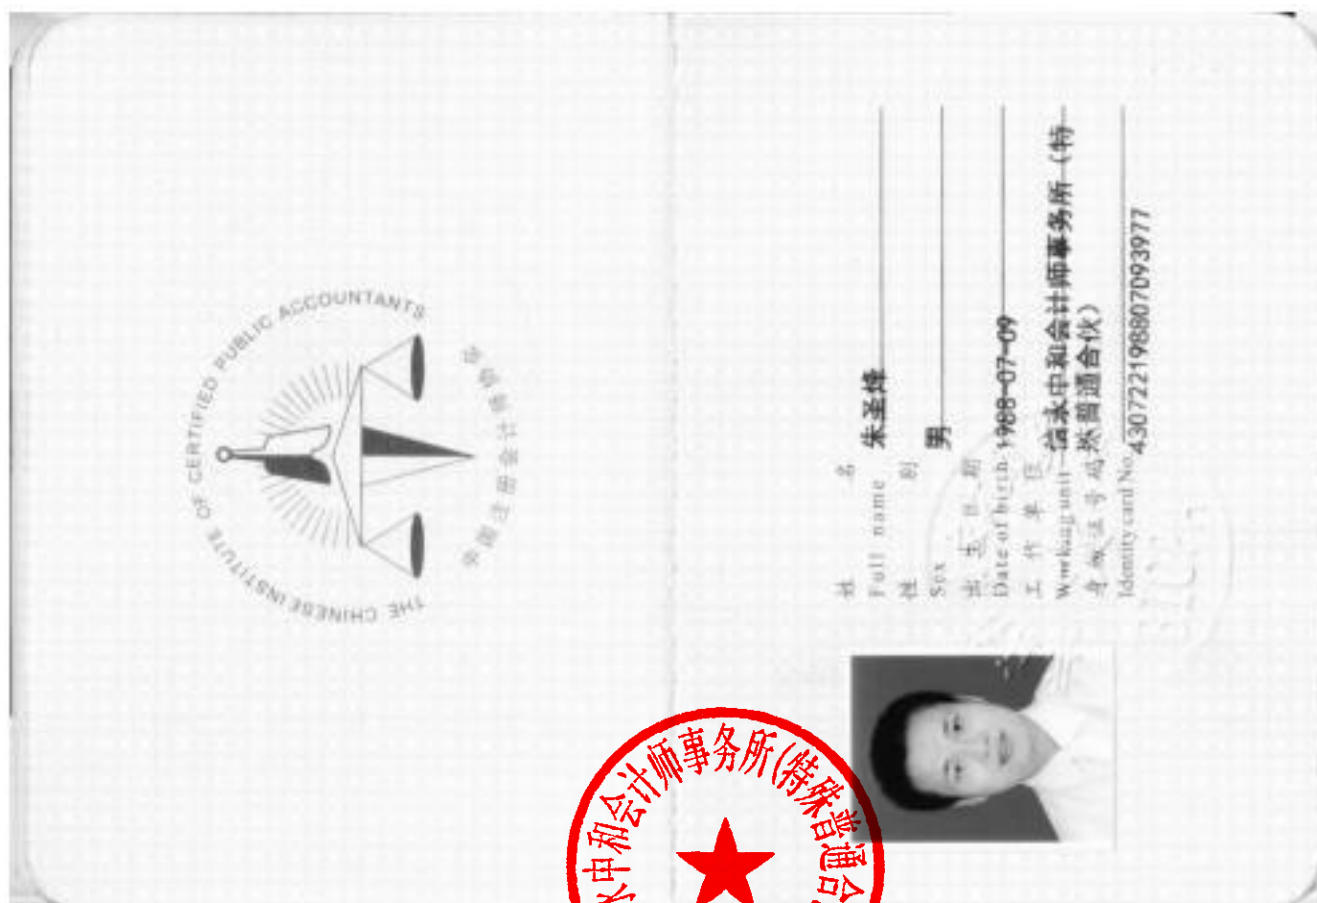 THE CHINESE INSTITUTE OF CERTIFIED PUBLIC ACCOUNTANTS
中国注册会计师协会
姓 名 朱圣烽
Full name
性 别 男
Sex
出 生 日 期 1988-07-09
Date of birth
工 作 单 位 信永中和会计师事务所（特
Working unit 殊普通合伙）
身份证号码
Identity card No. 430722198807093977
永中和会计师事务所(特殊普通合